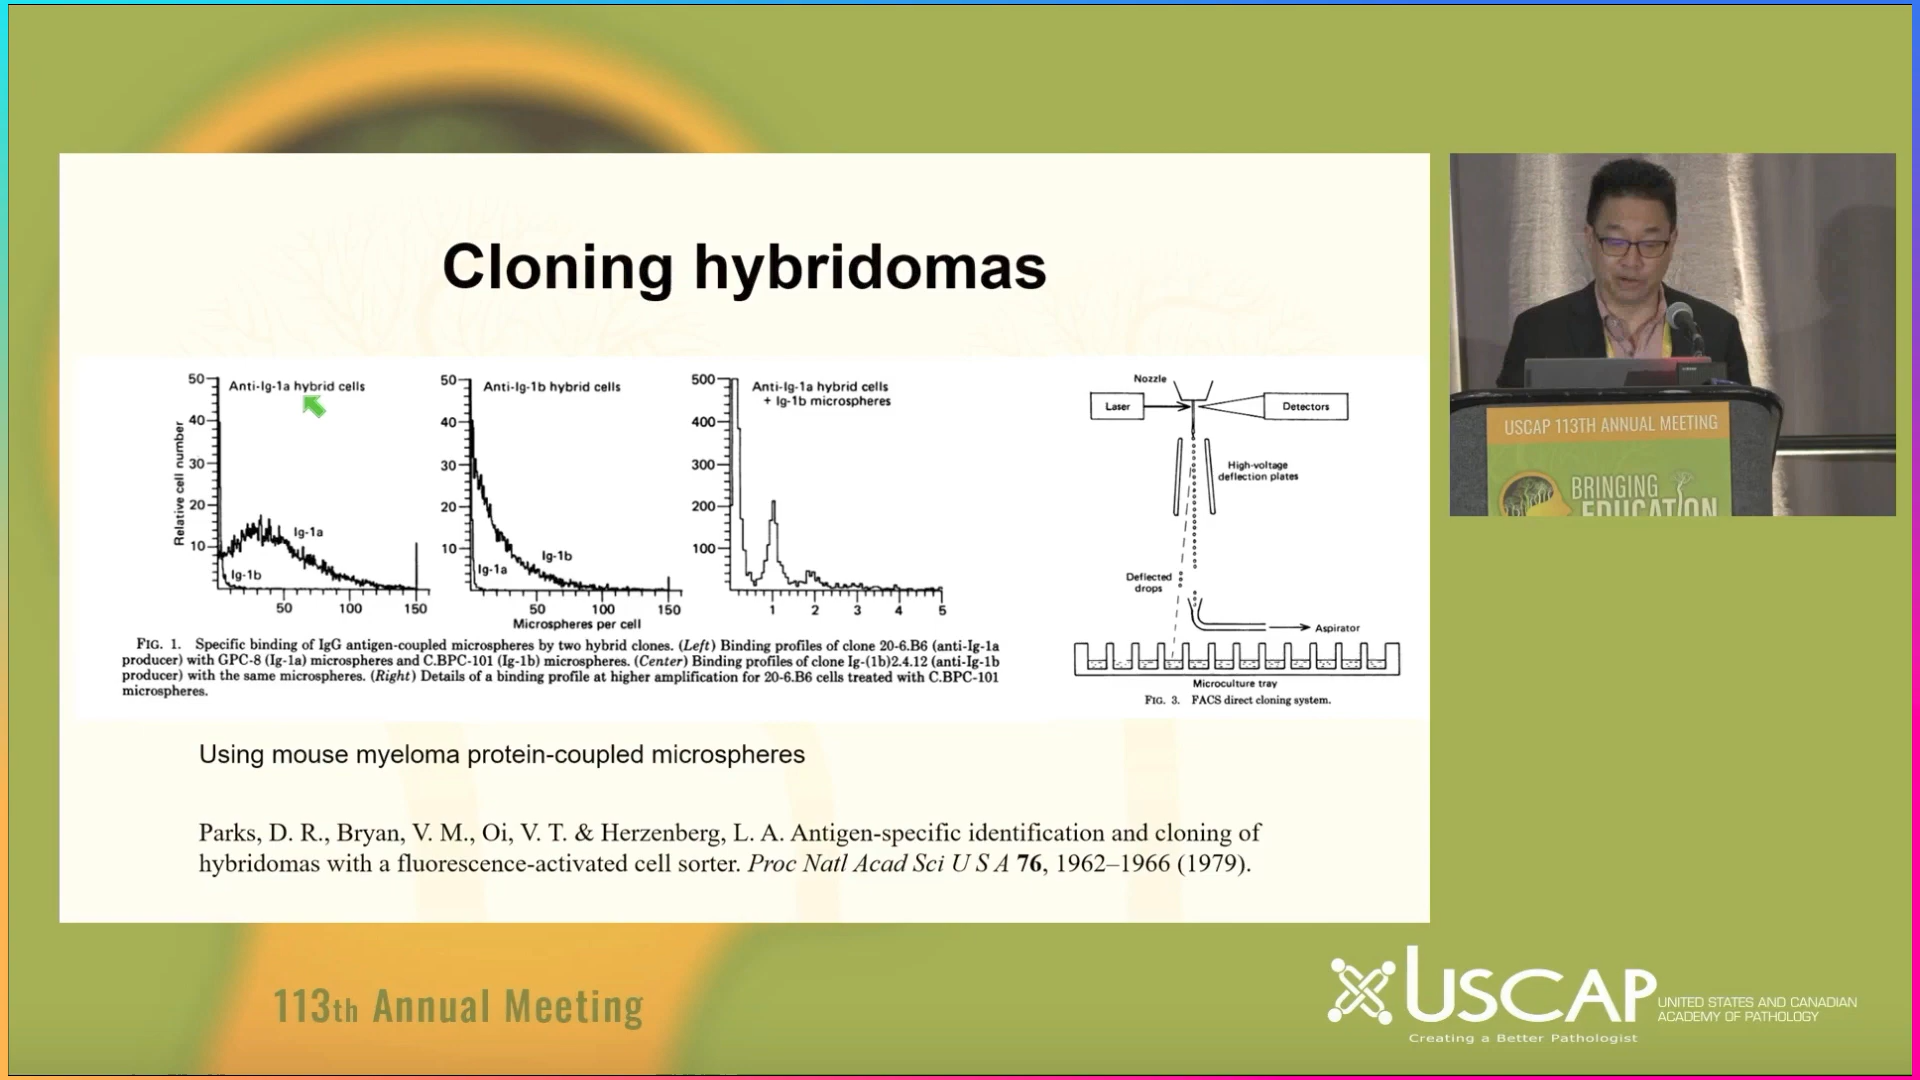 Cloning hybridomas
50
40
30
20
10
Relative cell number
Anti-Ig-1a hybrid cells
Ig-1a
Ig-1b
50
100
150
50
40
30
20
10
Anti-Ig-1b hybrid cells
Ig-1b
Ig-1a
50
100
150
Microspheres per cell
500
400
300
200
100
Anti-Ig-1a hybrid cells
+ Ig-1b microspheres
1
2
3
4
5
FIG. 1. Specific binding of IgG antigen-coupled microspheres by two hybrid clones. (Left) Binding profiles of clone 20-6.B6 (anti-Ig-1a
producer) with GPC-8 (Ig-1a) microspheres and C.BPC-101 (Ig-1b) microspheres. (Center) Binding profiles of clone Ig-(1b)2.4.12 (anti-Ig-1b
producer) with the same microspheres. (Right) Details of a binding profile at higher amplification for 20-6.B6 cells treated with C.BPC-101
microspheres.
Nozzle
Laser
Detectors
High-voltage
deflection plates
Deflected
drops
Aspirator
Microculture tray
FIG. 3. FACS direct cloning system.
Using mouse myeloma protein-coupled microspheres
Parks, D. R., Bryan, V. M., Oi, V. T. & Herzenberg, L. A. Antigen-specific identification and cloning of
hybridomas with a fluorescence-activated cell sorter. Proc Natl Acad Sci U S A 76, 1962–1966 (1979).
USCAP 113TH ANNUAL MEETING
BRINGING
EDUCATION
113th Annual Meeting
USCAP
UNITED STATES AND CANADIAN
ACADEMY OF PATHOLOGY
Creating a Better Pathologist